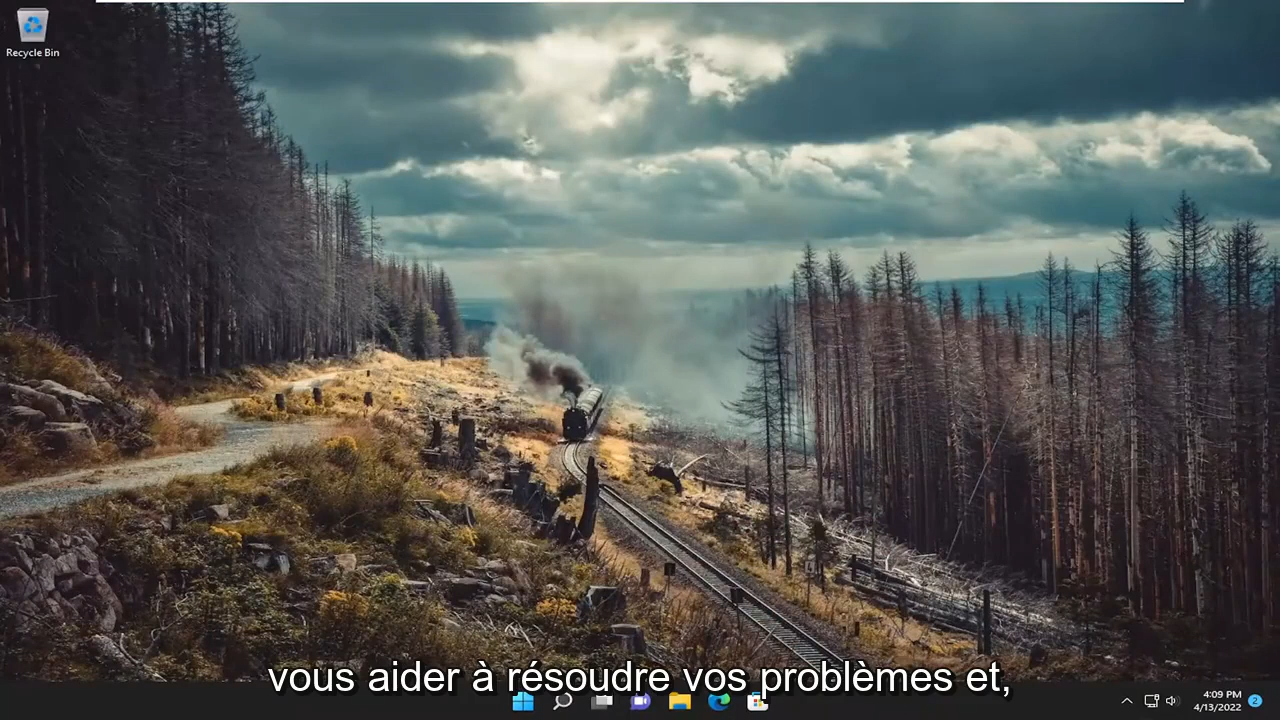 Recycle Bin
vous aider à résoudre vos problèmes et,
4:09 PM
4/13/2022
2